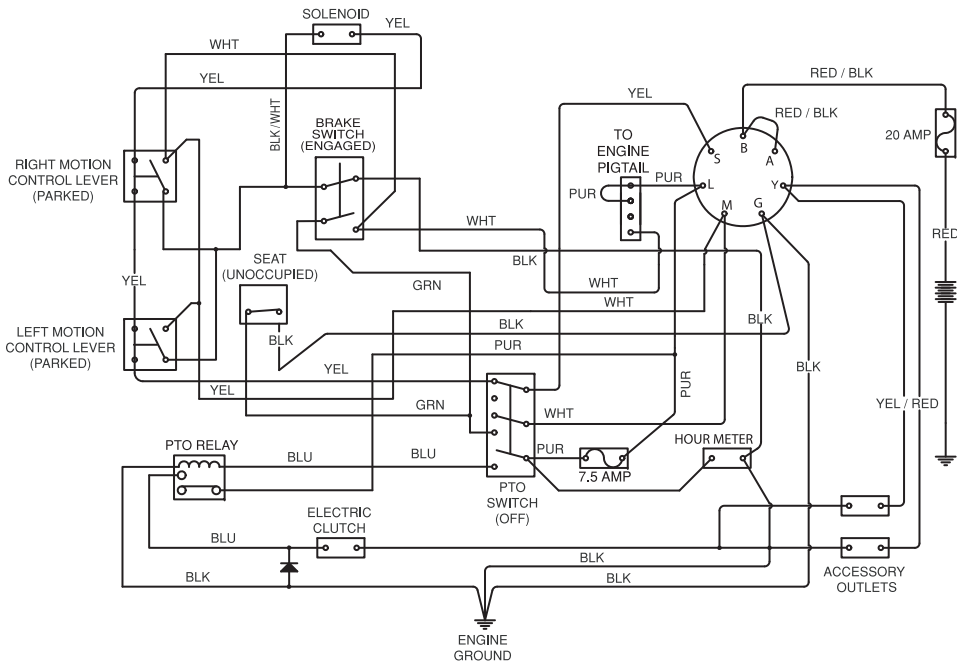 SOLENOID
YEL
WHT
YEL
BLK / WHT
BRAKE
SWITCH
(ENGAGED)
RIGHT MOTION
CONTROL LEVER
(PARKED)
YEL
TO
ENGINE
PIGTAIL
PUR
PUR
RED / BLK
RED / BLK
B
A
S
L
Y
M
G
20 AMP
RED
WHT
BLK
SEAT
(UNOCCUPIED)
GRN
WHT
WHT
YEL
BLK
BLK
BLK
PUR
LEFT MOTION
CONTROL LEVER
(PARKED)
YEL
YEL
GRN
PUR
BLK
YEL / RED
WHT
PTO RELAY
BLU
BLU
PUR
7.5 AMP
HOUR METER
PTO
SWITCH
(OFF)
ELECTRIC
CLUTCH
BLU
BLK
BLK
BLK
ACCESSORY
OUTLETS
ENGINE
GROUND